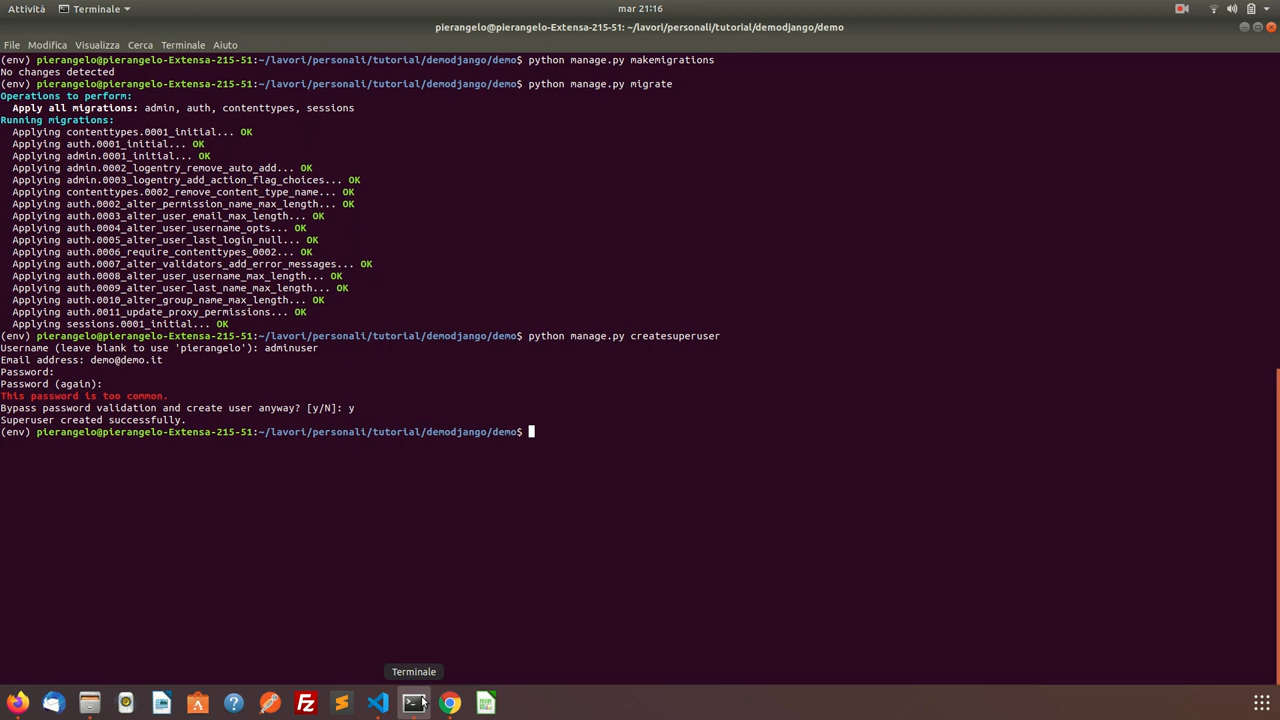 Attività Terminale mar 21:16
pierangelo@pierangelo-Extensa-215-51: ~/lavori/personali/tutorial/demodjango/demo
File Modifica Visualizza Cerca Terminale Aiuto
(env) pierangelo@pierangelo-Extensa-215-51:~/lavori/personali/tutorial/demodjango/demo$ python manage.py makemigrations
No changes detected
(env) pierangelo@pierangelo-Extensa-215-51:~/lavori/personali/tutorial/demodjango/demo$ python manage.py migrate
Operations to perform:
  Apply all migrations: admin, auth, contenttypes, sessions
Running migrations:
  Applying contenttypes.0001_initial... OK
  Applying auth.0001_initial... OK
  Applying admin.0001_initial... OK
  Applying admin.0002_logentry_remove_auto_add... OK
  Applying admin.0003_logentry_add_action_flag_choices... OK
  Applying contenttypes.0002_remove_content_type_name... OK
  Applying auth.0002_alter_permission_name_max_length... OK
  Applying auth.0003_alter_user_email_max_length... OK
  Applying auth.0004_alter_user_username_opts... OK
  Applying auth.0005_alter_user_last_login_null... OK
  Applying auth.0006_require_contenttypes_0002... OK
  Applying auth.0007_alter_validators_add_error_messages... OK
  Applying auth.0008_alter_user_username_max_length... OK
  Applying auth.0009_alter_user_last_name_max_length... OK
  Applying auth.0010_alter_group_name_max_length... OK
  Applying auth.0011_update_proxy_permissions... OK
  Applying sessions.0001_initial... OK
(env) pierangelo@pierangelo-Extensa-215-51:~/lavori/personali/tutorial/demodjango/demo$ python manage.py createsuperuser
Username (leave blank to use 'pierangelo'): adminuser
Email address: demo@demo.it
Password:
Password (again):
This password is too common.
Bypass password validation and create user anyway? [y/N]: y
Superuser created successfully.
(env) pierangelo@pierangelo-Extensa-215-51:~/lavori/personali/tutorial/demodjango/demo$
Terminale